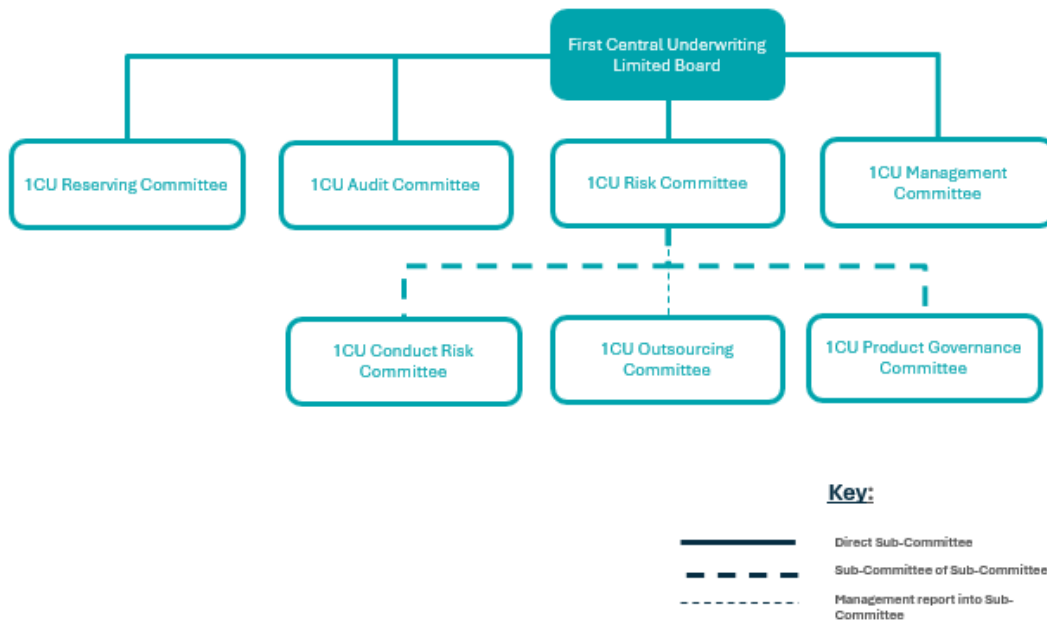 First Central Underwriting
Limited Board
1CU Reserving Committee
1CU Audit Committee
1CU Risk Committee
1CU Management
Committee
1CU Conduct Risk
Committee
1CU Outsourcing
Committee
1CU Product Governance
Committee
Key:
Direct Sub-Committee
Sub-Committee of Sub-Committee
Management report into Sub-
Committee